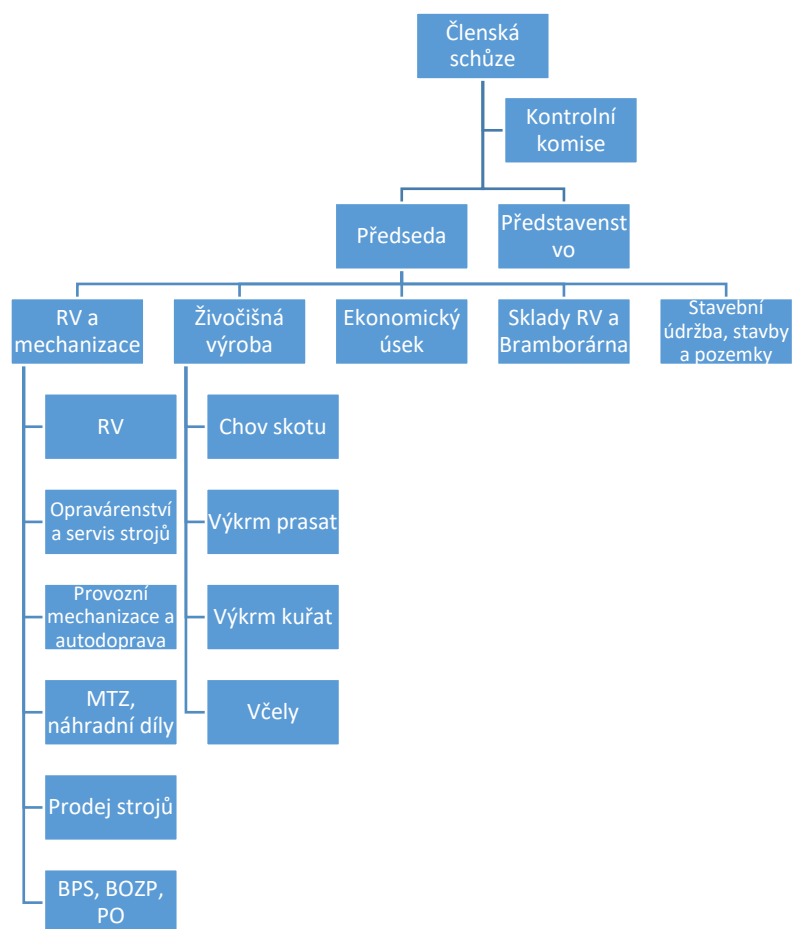 Členská
schůze
Kontrolní
komise
Předseda
Představenst
vo
RV a
mechanizace
Živočišná
výroba
Ekonomický
úsek
Sklady RV a
Bramborárna
Stavební
údržba, stavby
a pozemky
RV
Opravárenství
a servis strojů
Provozní
mechanizace a
autodoprava
MTZ,
náhradní díly
Prodej strojů
BPS, BOZP,
PO
Chov skotu
Výkrm prasat
Výkrm kuřat
Včely